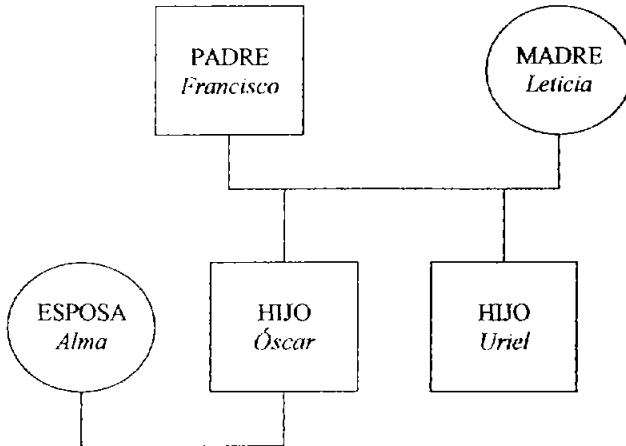 PADRE
Francisco
MADRE
Leticia
ESPOSA
Alma
HIJO
Óscar
HIJO
Uriel